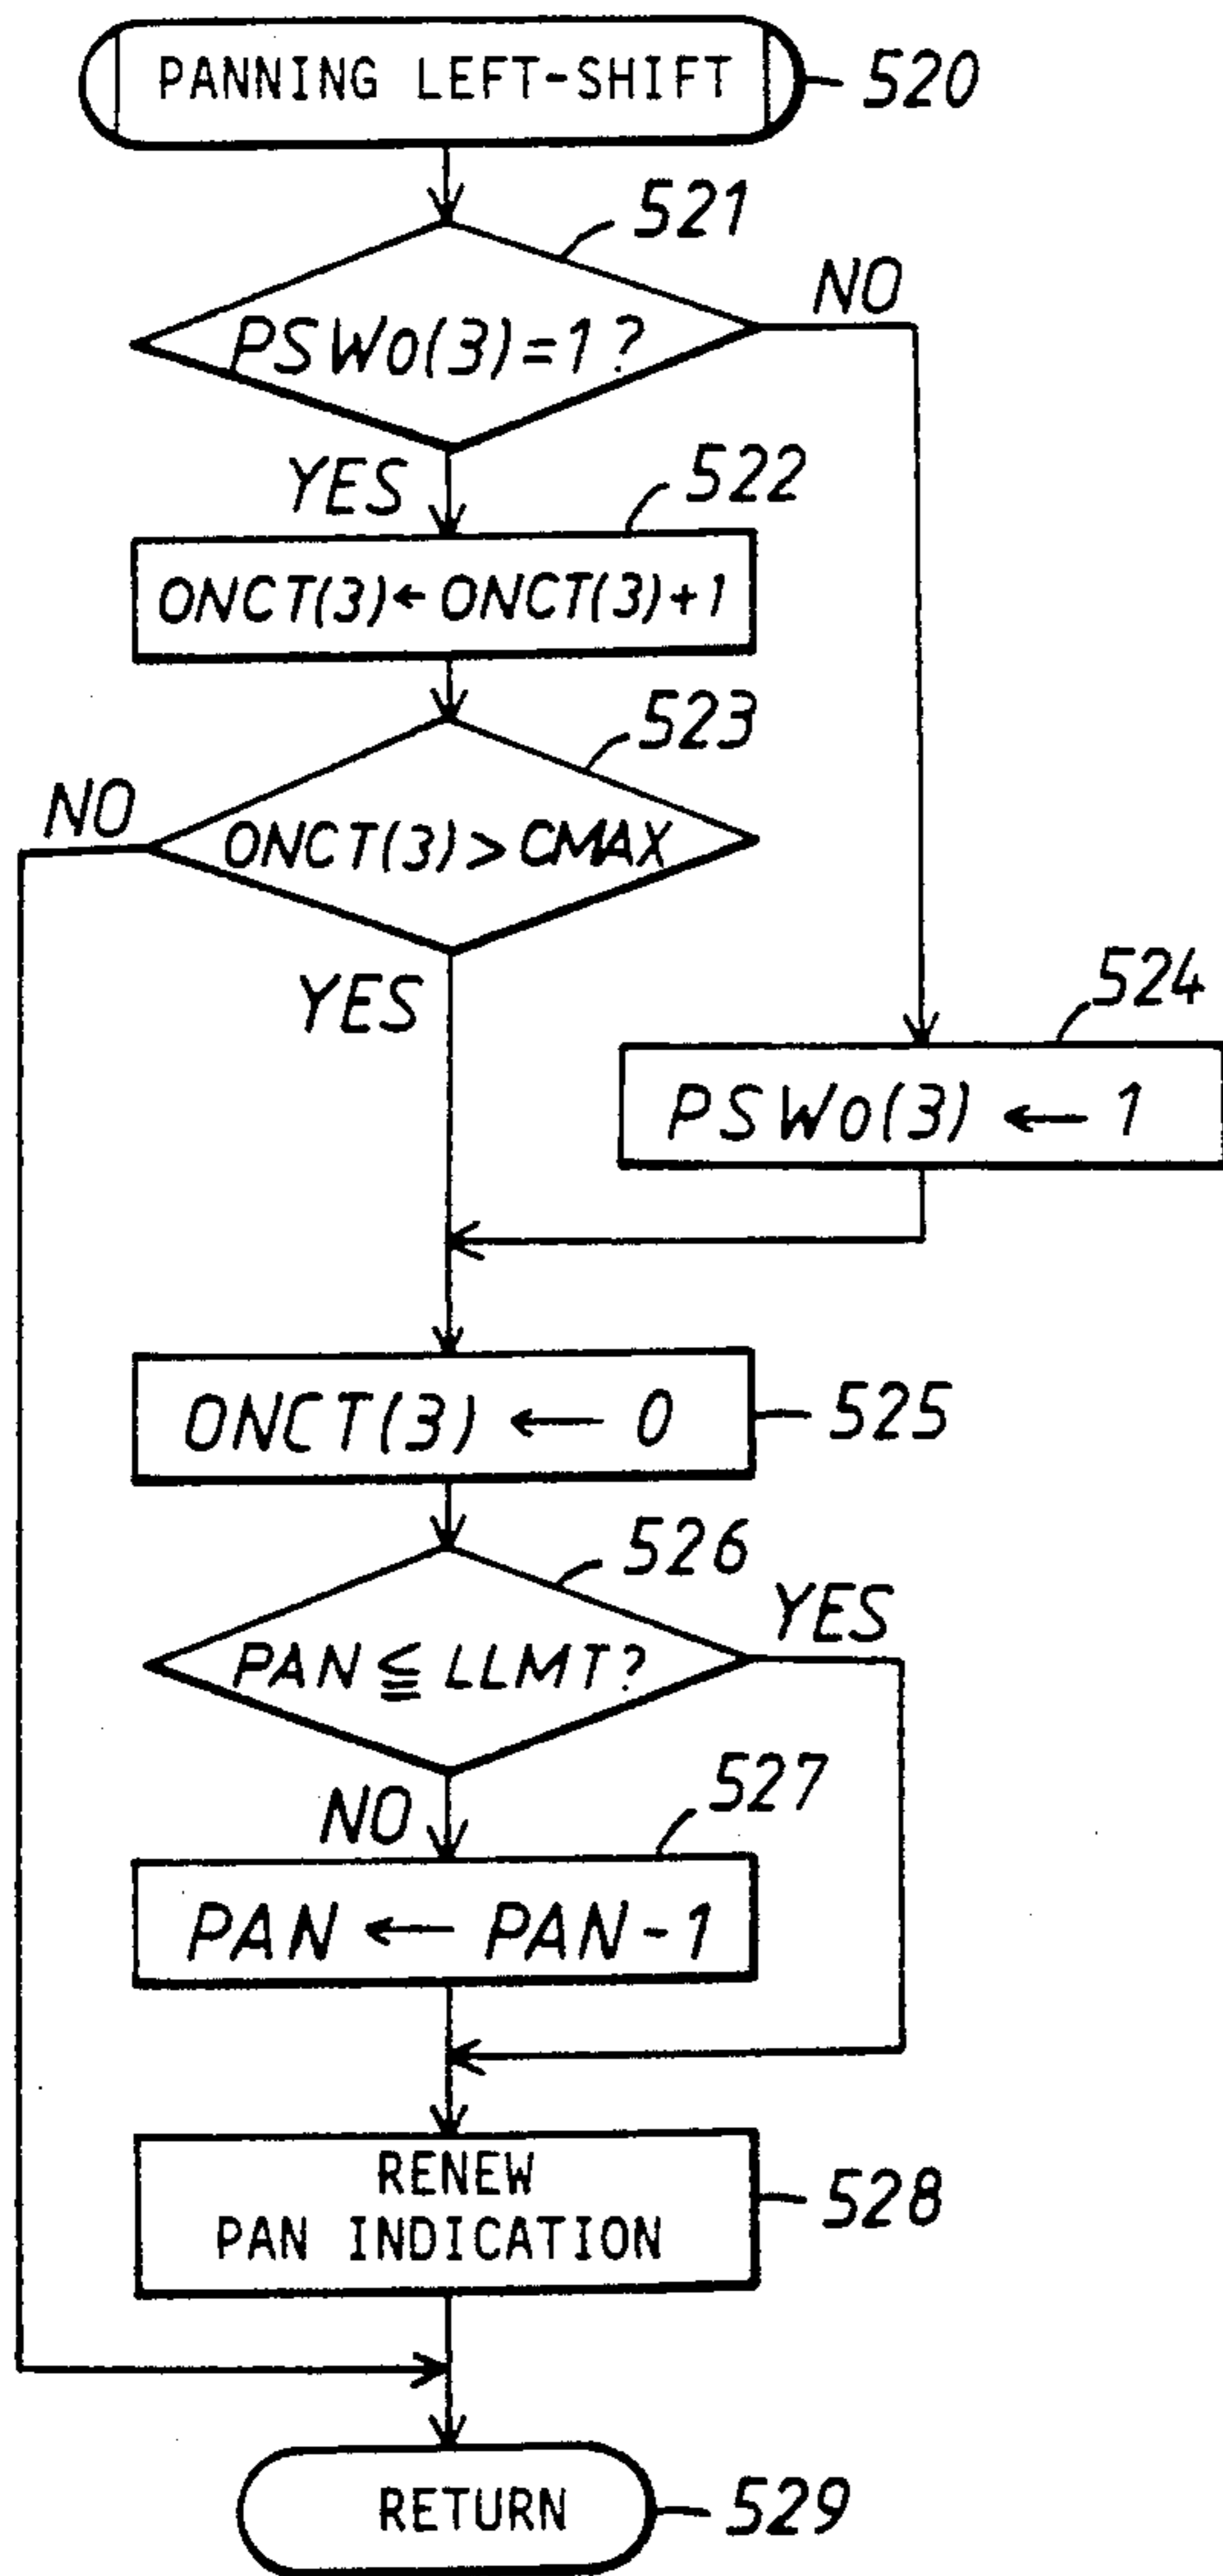 PANNING LEFT-SHIFT
520
521
NO
PSWo(3)=1?
YES
522
ONCT(3)←ONCT(3)+1
523
NO
ONCT(3)>CMAX
YES
524
PSWo(3) ← 1
ONCT(3) ← 0
525
526
YES
PAN ≦ LLMT?
527
NO
PAN ← PAN-1
RENEW
PAN INDICATION
528
RETURN
529